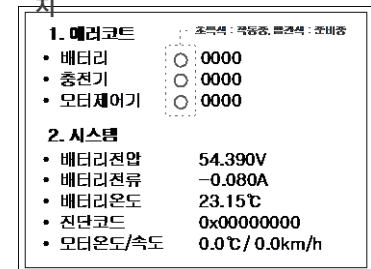 지
1. 에러코드
초록색 : 작동중, 빨간색 : 준비중
• 배터리 0000
• 충전기 0000
• 모터제어기 0000
2. 시스템
• 배터리전압 54.390V
• 배터리전류 -0.080A
• 배터리온도 23.15℃
• 진단코드 0x00000000
• 모터온도/속도 0.0℃/ 0.0km/h